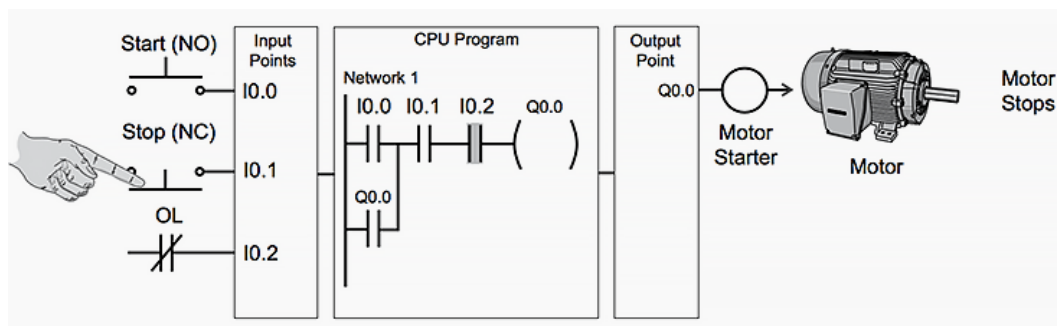 Start (NO)
I0.0
Stop (NC)
I0.1
OL
I0.2
Input
Points
CPU Program
Network 1
I0.0 I0.1 I0.2 Q0.0
Q0.0
Output
Point
Q0.0
Motor
Starter
Motor
Motor
Stops